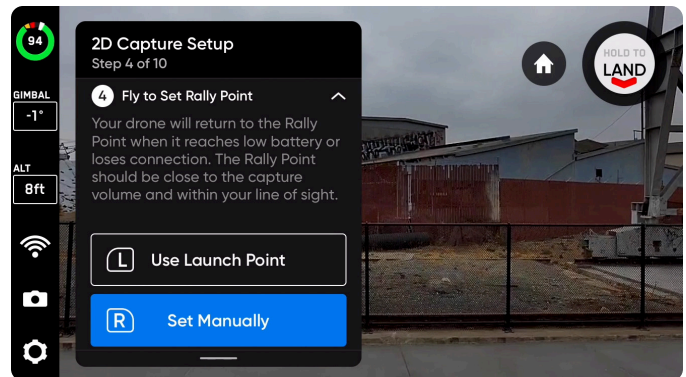 94
GIMBAL
-1°
ALT
8ft
2D Capture Setup
Step 4 of 10
4 Fly to Set Rally Point
Your drone will return to the Rally
Point when it reaches low battery or
loses connection. The Rally Point
should be close to the capture
volume and within your line of sight.
L Use Launch Point
R Set Manually
HOLD TO
LAND